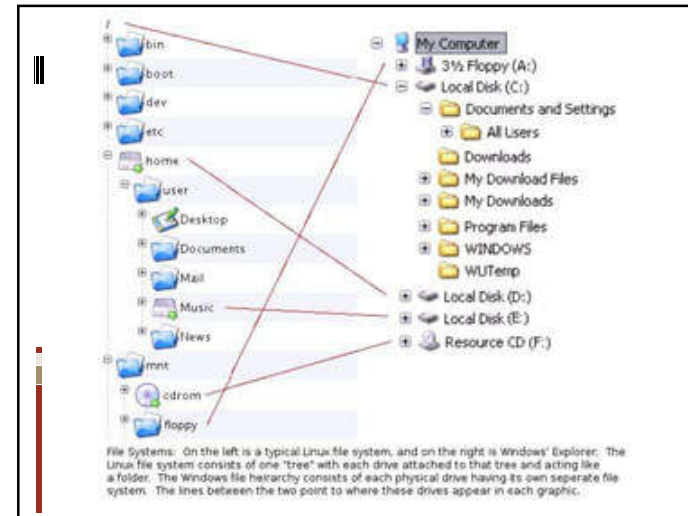 /
bin
boot
dev
etc
home
user
Desktop
Documents
Mail
Music
News
mnt
cdrom
floppy
My Computer
3½ Floppy (A:)
Local Disk (C:)
Documents and Settings
All Users
Downloads
My Download Files
My Downloads
Program Files
WINDOWS
WUTemp
Local Disk (D:)
Local Disk (E:)
Resource CD (F:)
File Systems: On the left is a typical Linux file system, and on the right is Windows' Explorer. The
Linux file system consists of one "tree" with each drive attached to that tree and acting like
a folder. The Windows file heirarchy consists of each physical drive having its own seperate file
system. The lines between the two point to where these drives appear in each graphic.